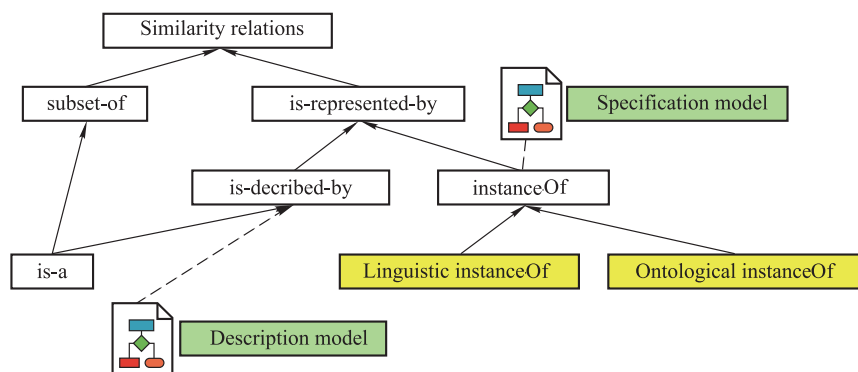 Similarity relations
subset-of
is-represented-by
Specification model
is-decribed-by
instanceOf
is-a
Linguistic instanceOf
Ontological instanceOf
Description model